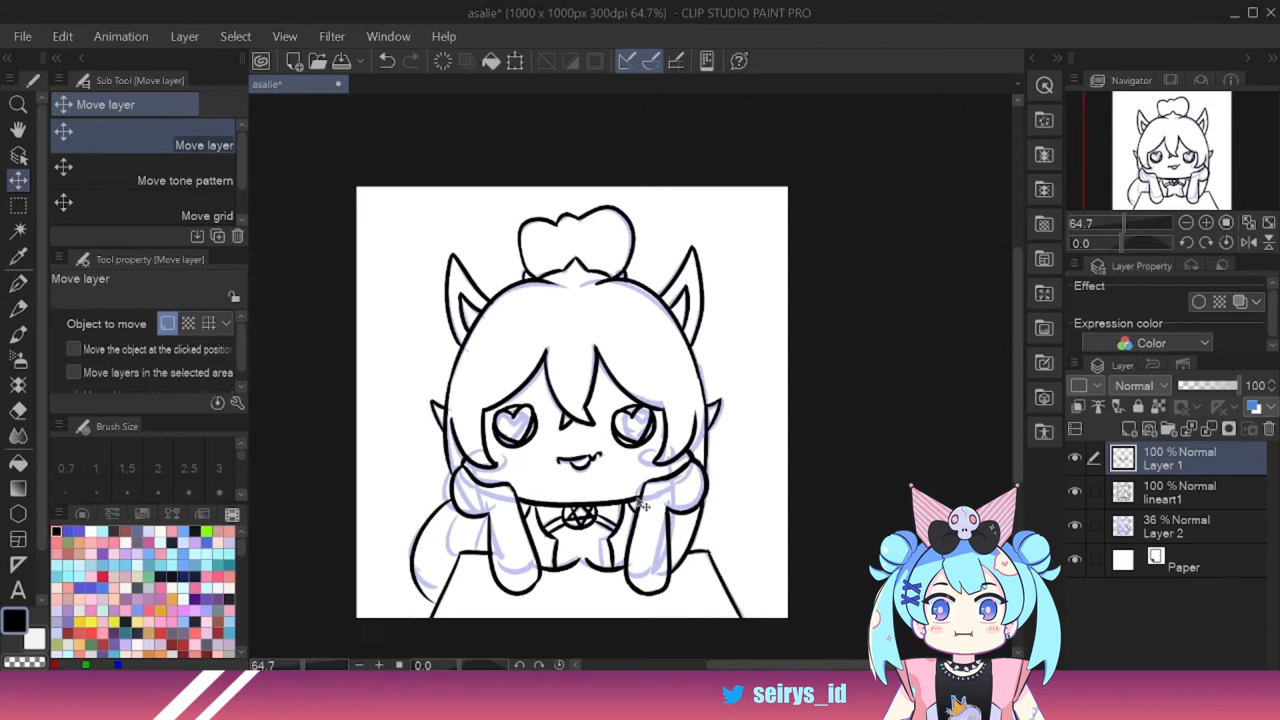 asalie* (1000 x 1000px 300dpi 64.7%) - CLIP STUDIO PAINT PRO
File Edit Animation Layer Select View Filter Window Help
Sub Tool [Move layer]
asalie*
Navigator
Move layer
Move layer
Move tone pattern
Move grid
64.7
0.0
Tool property [Move layer]
Layer Property
Move layer
Effect
Object to move
Expression color
Move the object at the clicked positio
Color
Move layers in the selected area
Layer
Normal 100
Brush Size
0.7 1 2 3 4
100 % Normal
Layer 1
100 % Normal
lineart1
36 % Normal
Layer 2
Paper
64.7 0.0
seirys_id